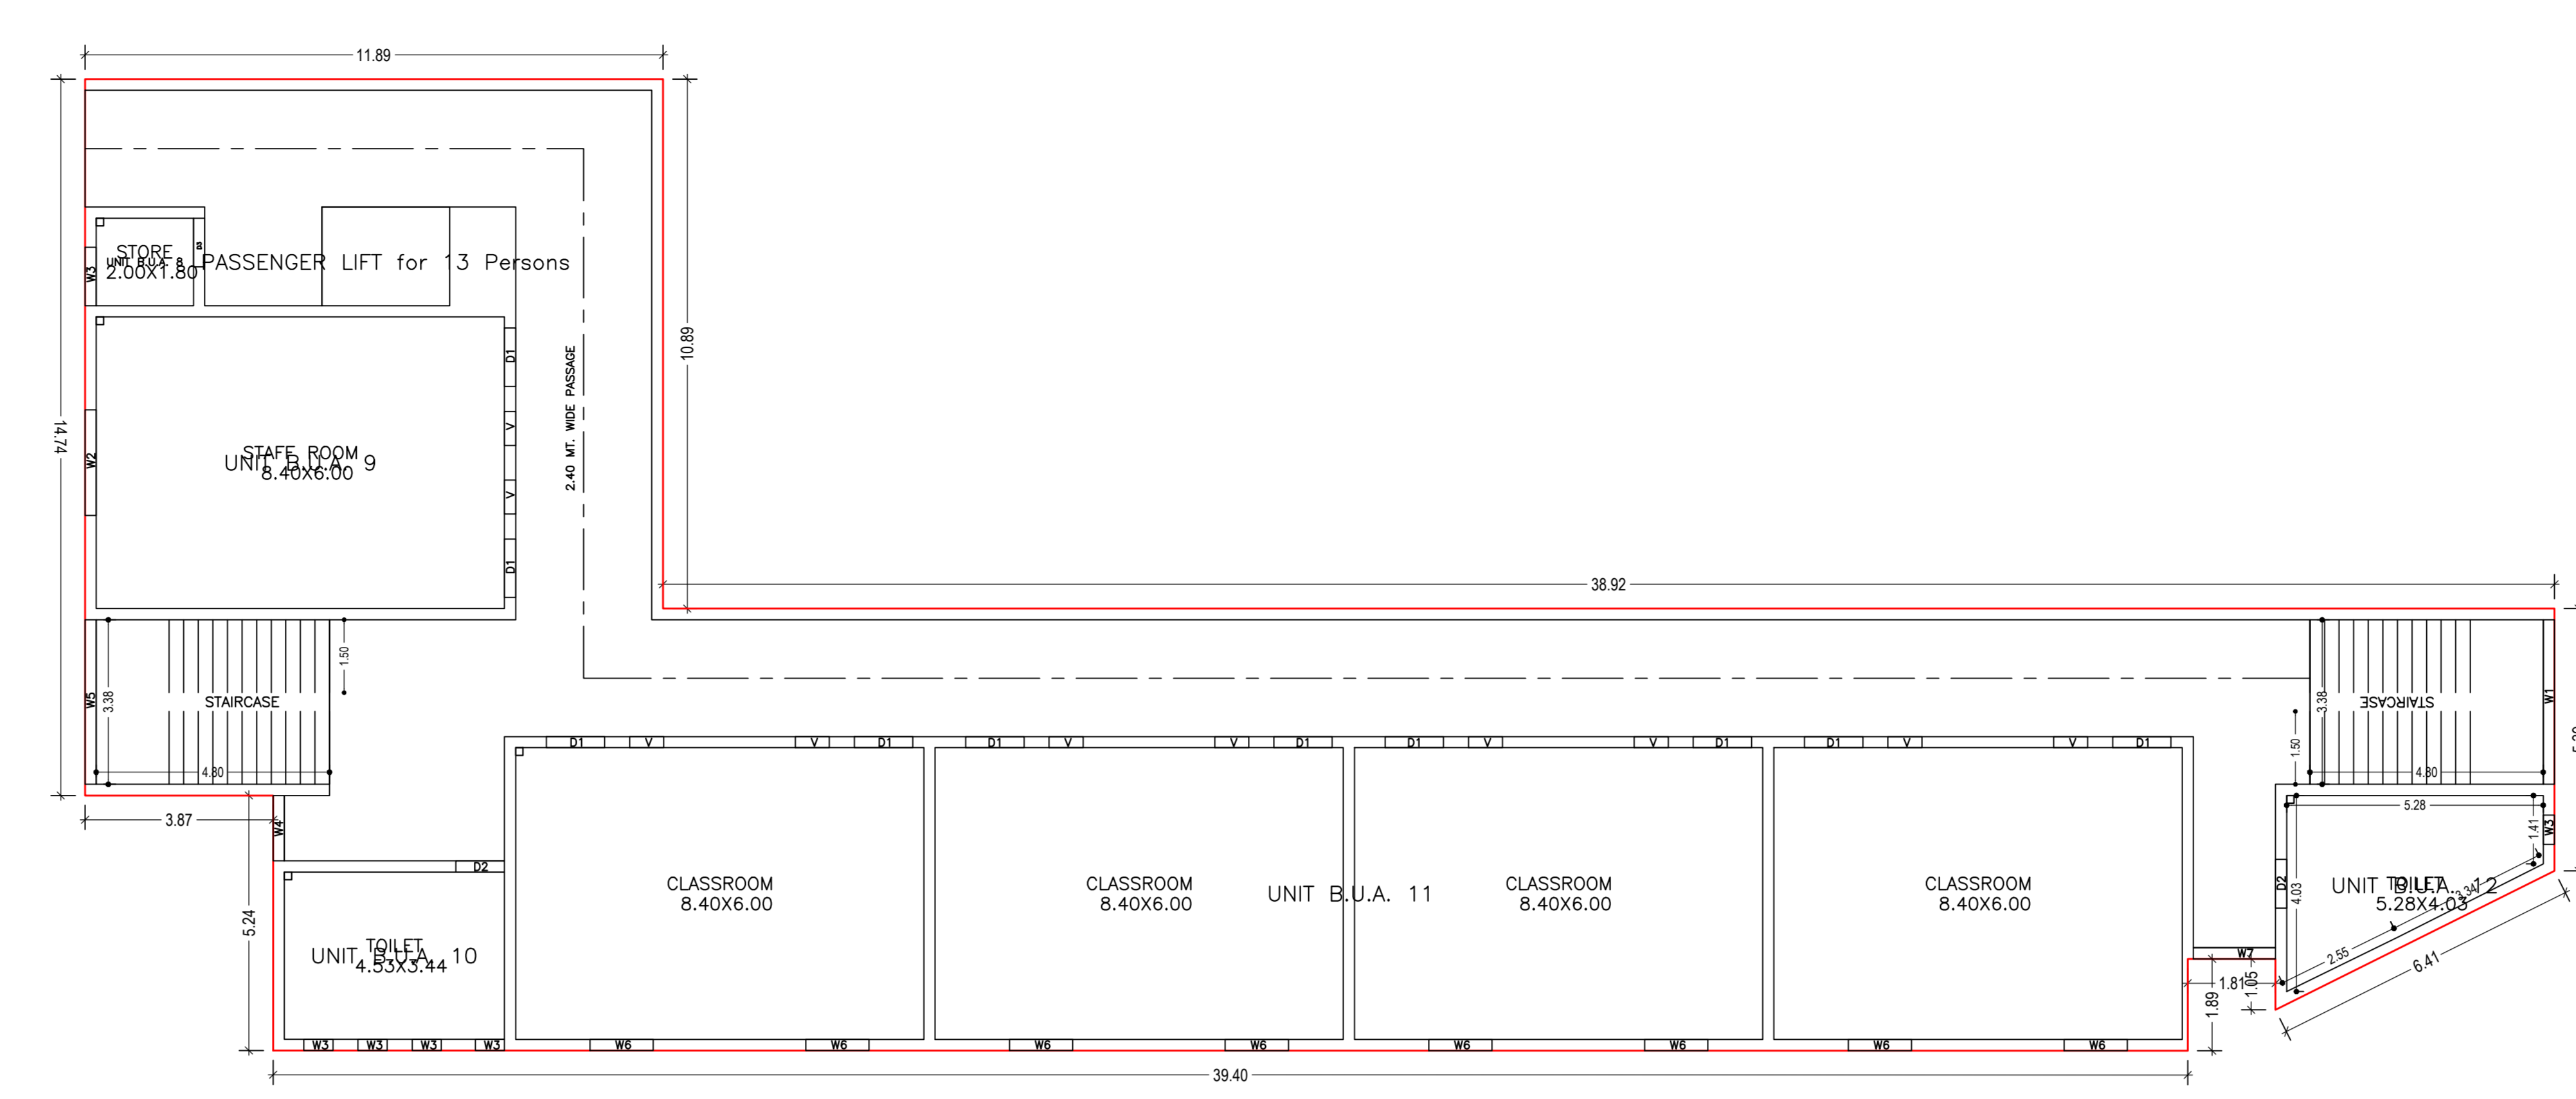 11.89
STORE
UNIT B.U.A. 8
2.00X1.80
W3
D3
PASSENGER LIFT for 13 Persons
10.89
14.74
D1
V
V
D1
W2
STAFF ROOM
UNIT B.U.A. 9
8.40X6.00
2.40 MT. WIDE PASSAGE
38.92
W5
3.38
STAIRCASE
1.50
4.80
3.87
W4
5.24
D2
TOILET
UNIT B.U.A. 10
4.53X3.44
W3
W3
W3
W3
D1
V
V
D1
D1
V
V
D1
D1
V
V
D1
D1
V
V
D1
CLASSROOM
8.40X6.00
CLASSROOM
8.40X6.00
UNIT B.U.A. 11
CLASSROOM
8.40X6.00
CLASSROOM
8.40X6.00
W6
W6
W6
W6
W6
W6
W6
W6
39.40
3.38
STAIRCASE
W1
1.50
4.80
5.28
1.41
W3
D2
4.03
TOILET
UNIT B.U.A. 12
5.28X4.03
3.34
2.55
6.41
W7
1.81
1.05
1.89